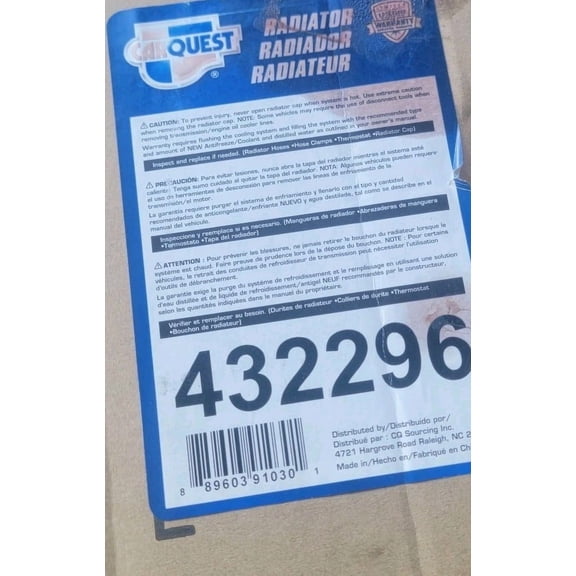 CARQUEST
®
RADIATOR
RADIADOR
RADIATEUR
WARRANTY
⚠ CAUTION: To prevent injury, never open radiator cap when system is hot. Use extreme caution
when removing the radiator cap. NOTE: Some vehicles may require the use of disconnect tools when
removing transmission/engine oil cooler lines.
Warranty requires flushing the cooling system and filling the system with the recommended type
and amount of NEW Antifreeze/Coolant and distilled water as outlined in your owner's manual.
Inspect and replace if needed. (Radiator Hoses •Hose Clamps •Thermostat •Radiator Cap)
⚠ PRECAUCIÓN: Para evitar lesiones, nunca abra la tapa del radiador mientras el sistema esté
caliente. Tenga sumo cuidado al quitar la tapa del radiador. NOTA: Algunos vehículos pueden requerir
el uso de herramientas de desconexión para remover las líneas de enfriamiento de la
transmisión/el motor.
La garantía requiere purgar el sistema de enfriamiento y llenarlo con el tipo y cantidad
recomendados de anticongelante/enfriante NUEVO y agua destilada, tal como se describe en el
manual del vehículo.
Inspeccione y reemplace si es necesario. (Mangueras de radiador •Abrazaderas de manguera
•Termostato •Tapa del radiador)
⚠ ATTENTION : Pour prévenir les blessures, ne jamais retirer le bouchon du radiateur lorsque le
système est chaud. Faire preuve de prudence lors de la dépose du bouchon. NOTE : Pour certains
véhicules, le retrait des conduites de refroidisseur de transmission peut nécessiter l'utilisation
d'outils de débranchement.
La garantie exige la purge du système de refroidissement et le remplissage en utilisant une solution
d'eau distillée et de liquide de refroidissement/antigel NEUF recommandés par le constructeur,
selon les quantités indiquées dans le manuel du propriétaire.
Vérifier et remplacer au besoin. (Durites de radiateur •Colliers de durite •Thermostat
•Bouchon de radiateur)
432296
8 89603 91030 1
Distributed by/Distribuido por/
Distribué par : CQ Sourcing Inc.
4721 Hargrove Road Raleigh, NC 2
Made in/Hecho en/Fabriqué en Ch